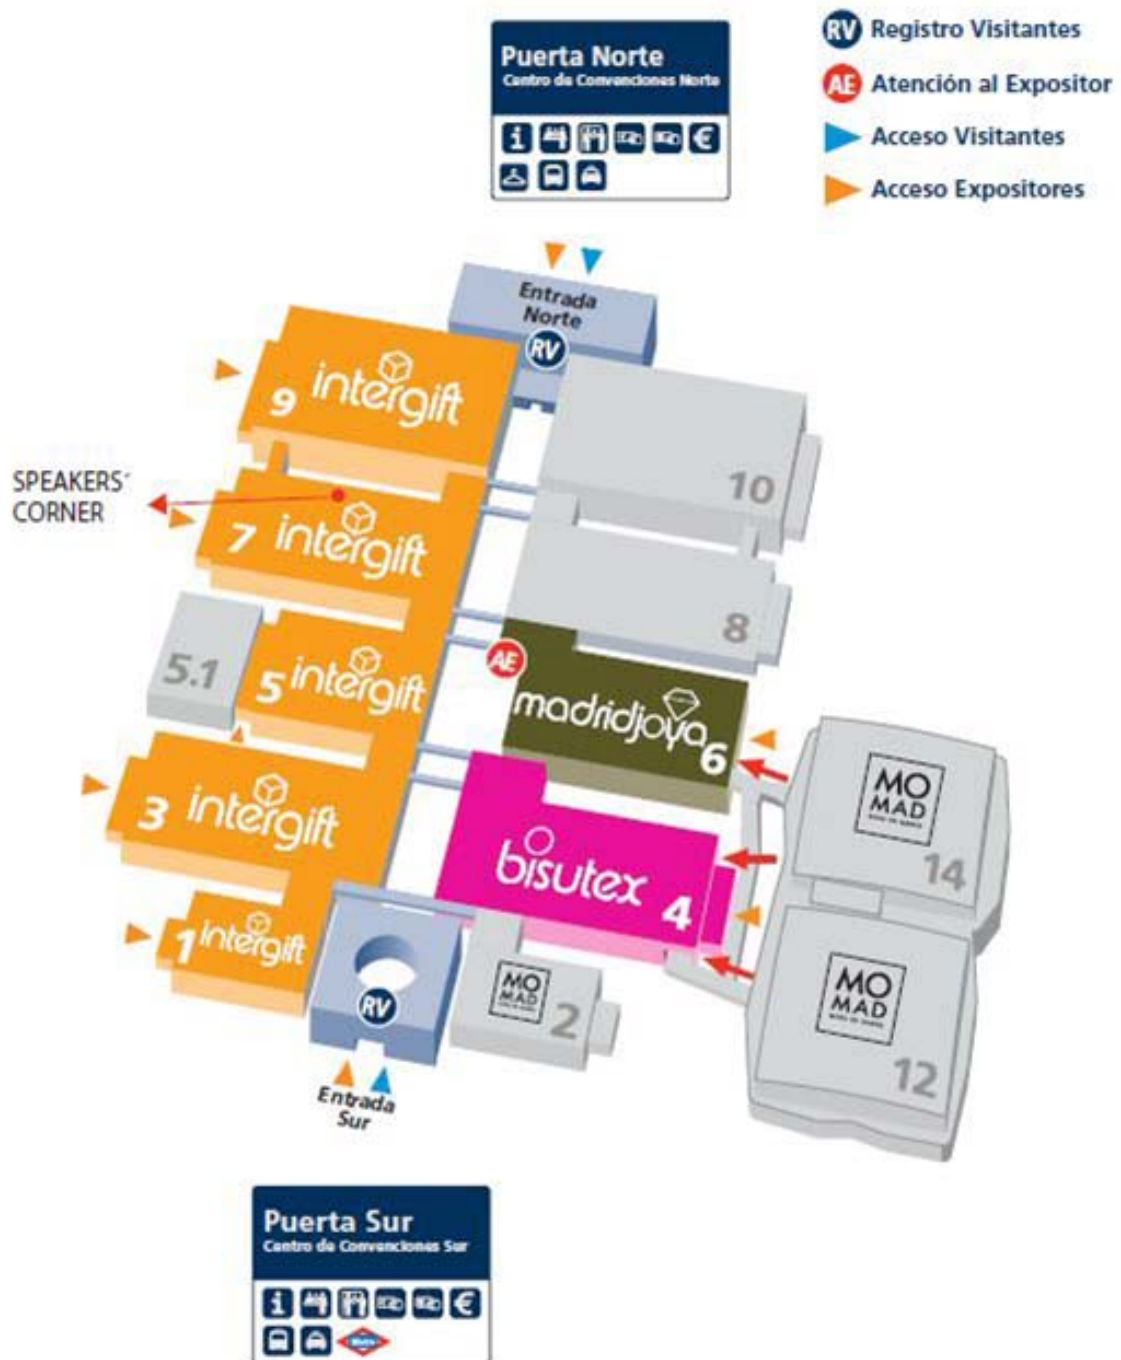 Puerta Norte
Centro de Convenciones Norte
RV Registro Visitantes
AE Atención al Expositor
Acceso Visitantes
Acceso Expositores
Entrada
Norte
RV
9 intergift
10
SPEAKERS´
CORNER
7 intergift
8
5.1
5 intergift
AE
madridjoya 6
3 intergift
MO
MAD
14
bisutex 4
1 intergift
RV
MO
MAD
2
MO
MAD
12
Entrada
Sur
Puerta Sur
Centro de Convenciones Sur